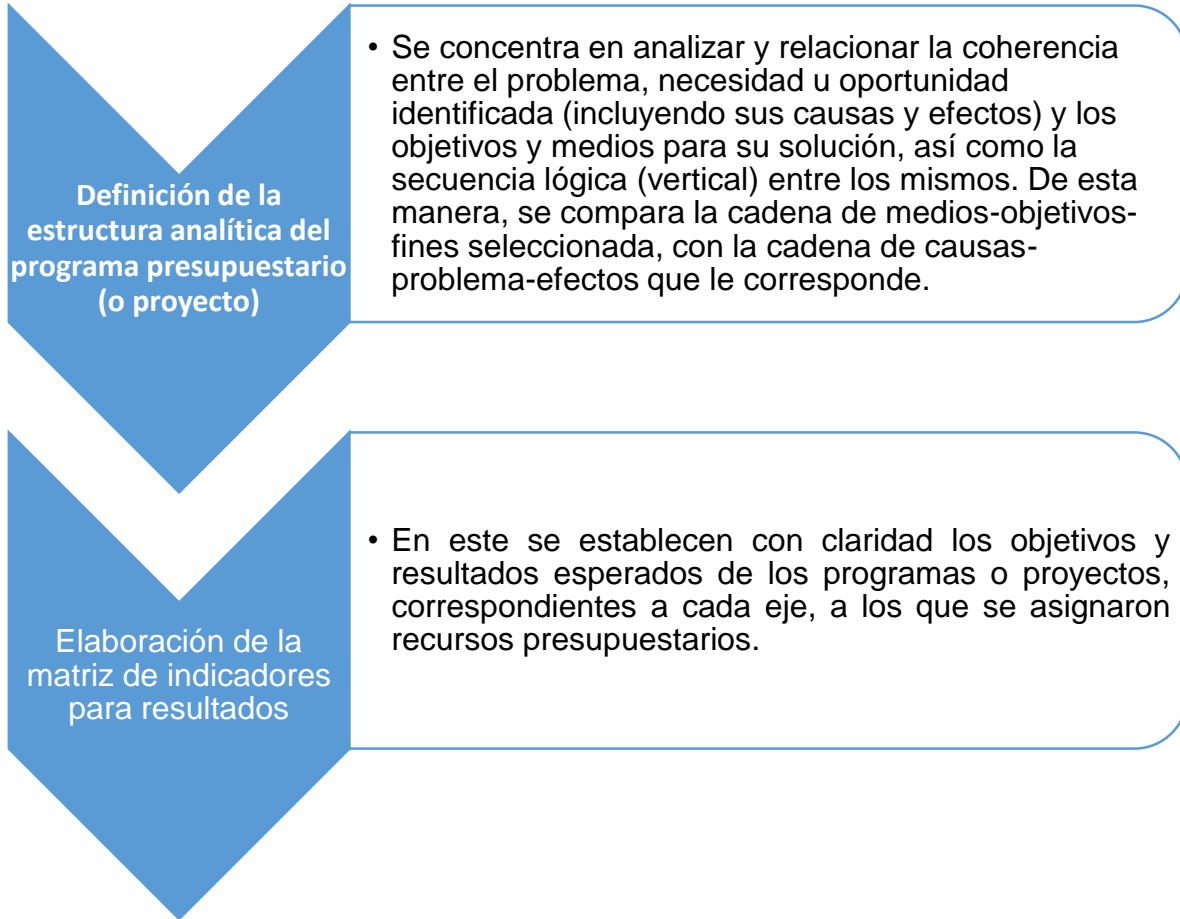 Definición de la
estructura analítica del
programa presupuestario
(o proyecto)
• Se concentra en analizar y relacionar la coherencia
entre el problema, necesidad u oportunidad
identificada (incluyendo sus causas y efectos) y los
objetivos y medios para su solución, así como la
secuencia lógica (vertical) entre los mismos. De esta
manera, se compara la cadena de medios-objetivos-
fines seleccionada, con la cadena de causas-
problema-efectos que le corresponde.
Elaboración de la
matriz de indicadores
para resultados
• En este se establecen con claridad los objetivos y
resultados esperados de los programas o proyectos,
correspondientes a cada eje, a los que se asignaron
recursos presupuestarios.